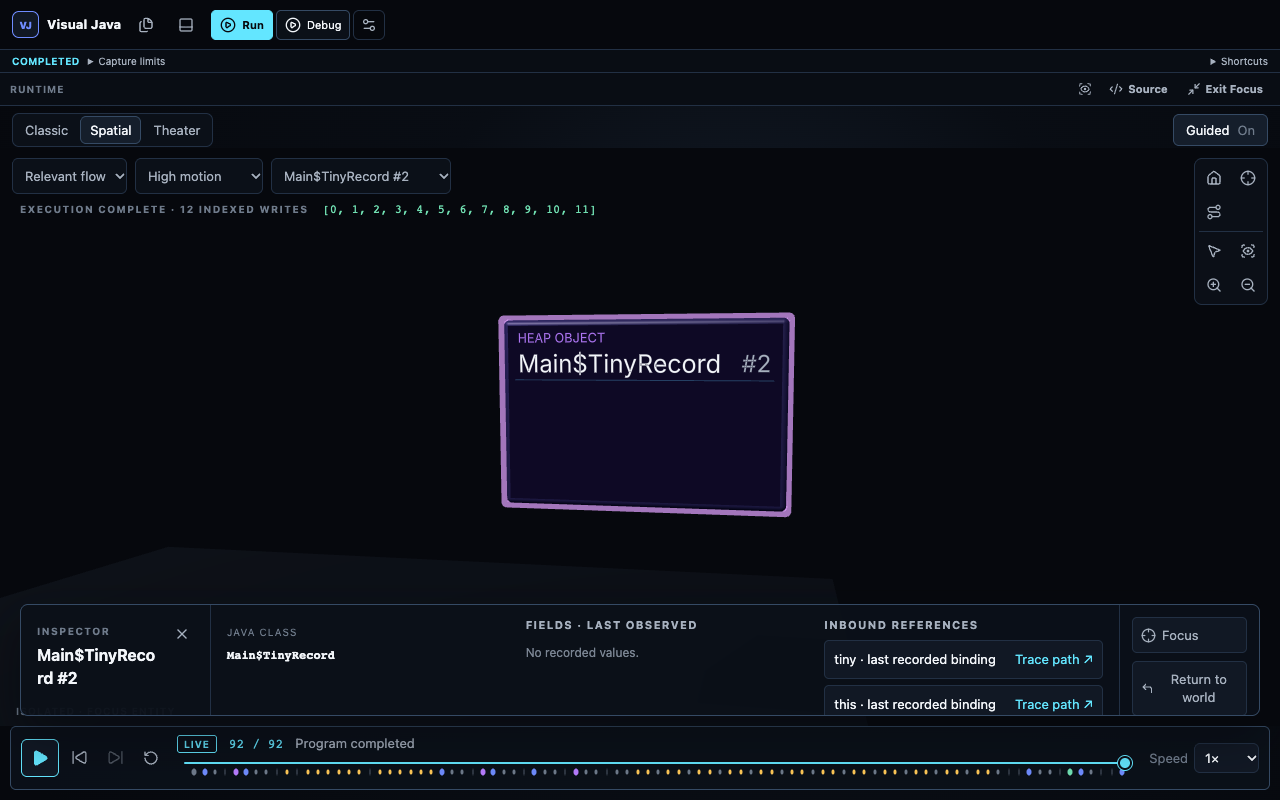 VJ Visual Java Run Debug
COMPLETED Capture limits Shortcuts
RUNTIME Source Exit Focus
Classic Spatial Theater Guided On
Relevant flow High motion Main$TinyRecord #2
EXECUTION COMPLETE · 12 INDEXED WRITES [0, 1, 2, 3, 4, 5, 6, 7, 8, 9, 10, 11]
HEAP OBJECT
Main$TinyRecord #2
INSPECTOR
Main$TinyReco
rd #2
JAVA CLASS
Main$TinyRecord
FIELDS · LAST OBSERVED
No recorded values.
INBOUND REFERENCES
tiny · last recorded binding Trace path ↗
this · last recorded binding Trace path ↗
Focus
Return to
world
LIVE 92 / 92 Program completed
Speed 1×